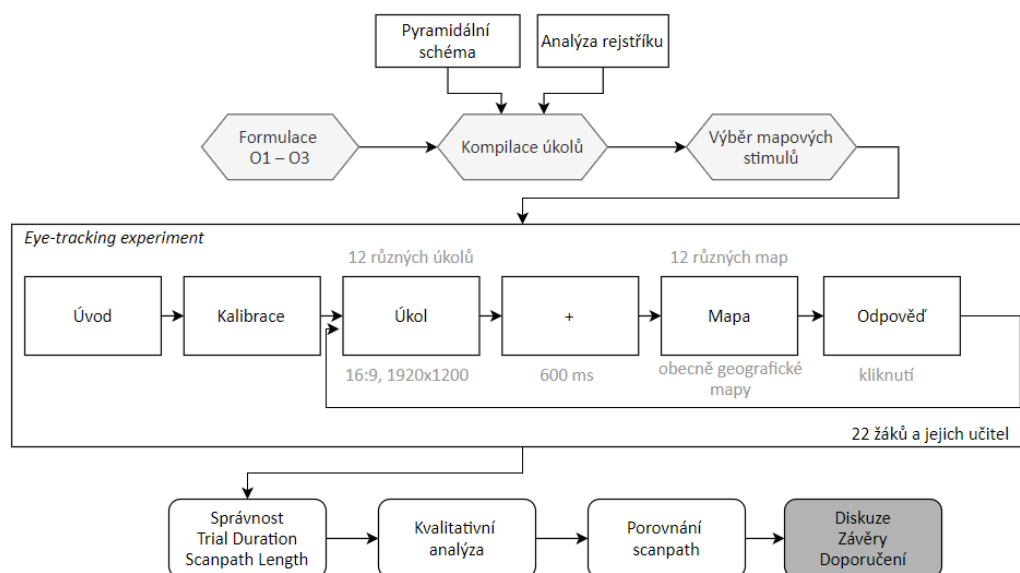 Pyramidální
schéma
Analýza rejstříku
Formulace
O1 – O3
Kompilace úkolů
Výběr mapových
stimulů
Eye-tracking experiment
12 různých úkolů
12 různých map
Úvod
Kalibrace
Úkol
+
Mapa
Odpověď
16:9, 1920x1200
600 ms
obecně geografické
mapy
kliknutí
22 žáků a jejich učitel
Správnost
Trial Duration
Scanpath Length
Kvalitativní
analýza
Porovnání
scanpath
Diskuze
Závěry
Doporučení